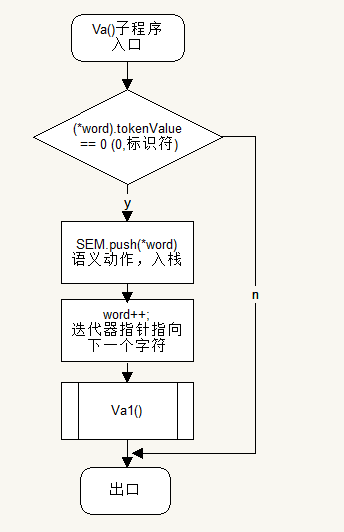 Va()子程序
入口
(*word).tokenValue
== 0 (0,标识符)
y
SEM.push(*word)
语义动作，入栈
n
word++;
迭代器指针指向
下一个字符
Va1()
出口